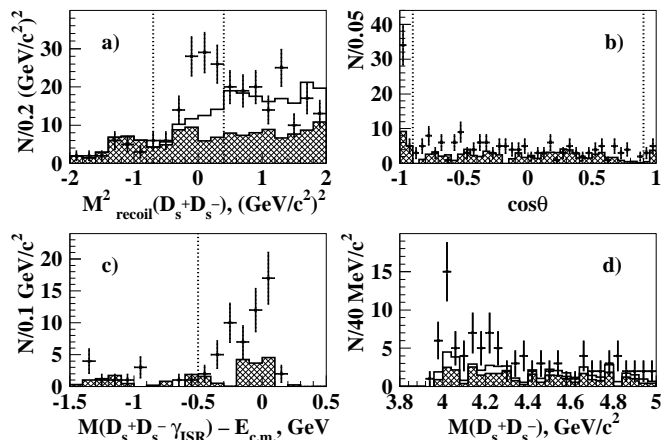 N/0.2 (GeV/c²)²
a)
30
20
10
0
-2 -1 0 1 2
M²recoil(Ds+Ds−), (GeV/c²)²
N/0.05
b)
40
30
20
10
0
-1 -0.5 0 0.5 1
cosθ
N/0.1 GeV/c²
c)
20
15
10
5
0
-1.5 -1 -0.5 0 0.5
M(Ds+Ds− γISR) − Ec.m., GeV
N/40 MeV/c²
d)
15
10
5
0
3.8 4 4.2 4.4 4.6 4.8 5
M(Ds+Ds−), GeV/c²